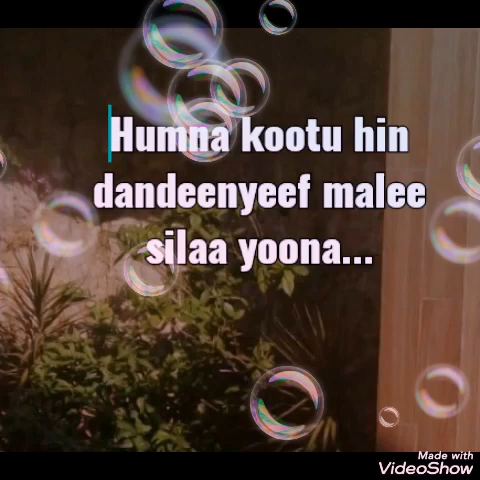 Humna kootu hin
dandeenyeef malee
silaa yoona...
Made with
VideoShow